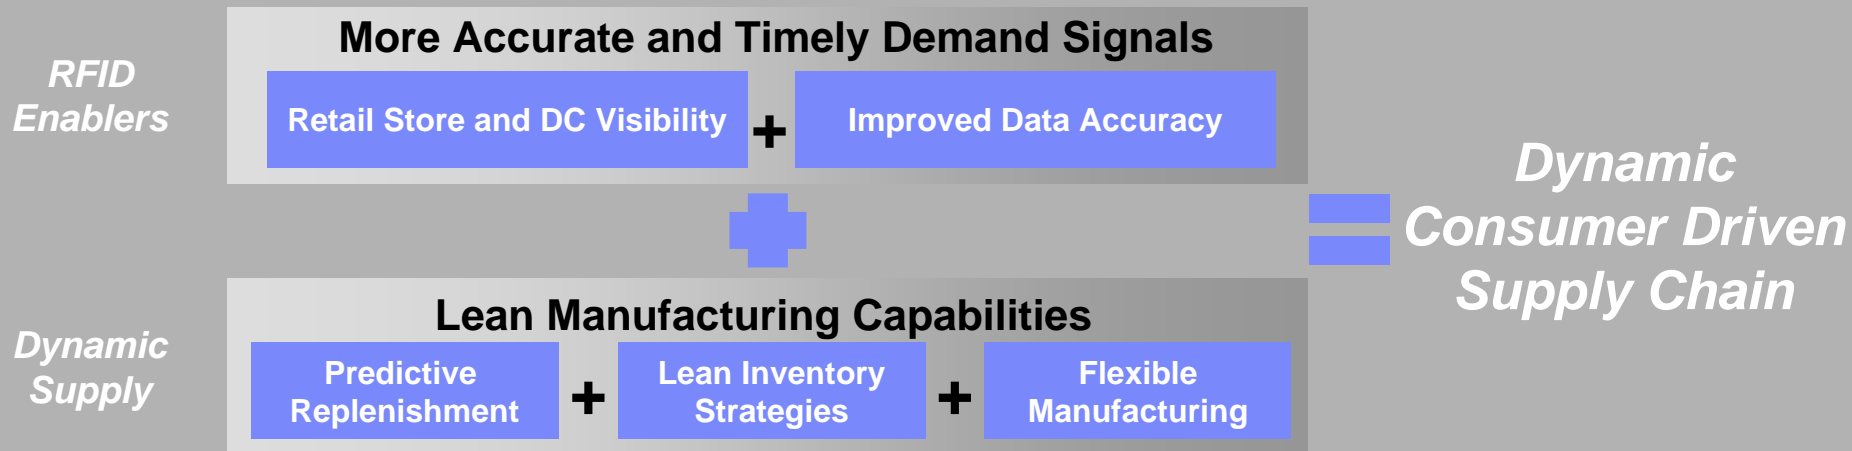 RFID
Enablers
More Accurate and Timely Demand Signals
Retail Store and DC Visibility
+
Improved Data Accuracy
Dynamic
Supply
Lean Manufacturing Capabilities
Predictive
Replenishment
+
Lean Inventory
Strategies
+
Flexible
Manufacturing
Dynamic
Consumer Driven
Supply Chain